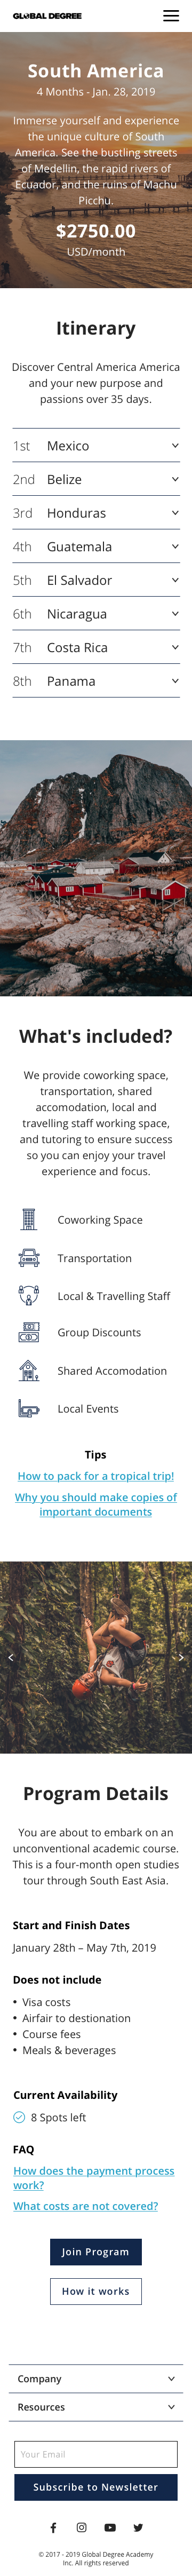 GLOBAL DEGREE
South America
4 Months - Jan. 28, 2019
Immerse yourself and experience
the unique culture of South
America. See the bustling streets
of Medellin, the rapid rivers of
Ecuador, and the ruins of Machu
Picchu.
$2750.00
USD/month
Itinerary
Discover Central America America
and your new purpose and
passions over 35 days.
1st Mexico
2nd Belize
3rd Honduras
4th Guatemala
5th El Salvador
6th Nicaragua
7th Costa Rica
8th Panama
What's included?
We provide coworking space,
transportation, shared
accomodation, local and
travelling staff working space,
and tutoring to ensure success
so you can enjoy your travel
experience and focus.
Coworking Space
Transportation
Local & Travelling Staff
Group Discounts
Shared Accomodation
Local Events
Tips
How to pack for a tropical trip!
Why you should make copies of
important documents
Program Details
You are about to embark on an
unconventional academic course.
This is a four-month open studies
tour through South East Asia.
Start and Finish Dates
January 28th – May 7th, 2019
Does not include
• Visa costs
• Airfair to destionation
• Course fees
• Meals & beverages
Current Availability
8 Spots left
FAQ
How does the payment process
work?
What costs are not covered?
Join Program
How it works
Company
Resources
Your Email
Subscribe to Newsletter
© 2017 - 2019 Global Degree Academy
Inc. All rights reserved